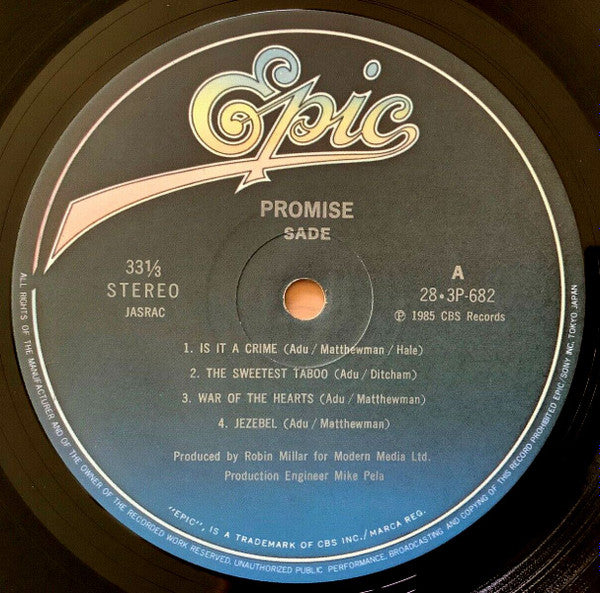 Epic
PROMISE
SADE
33⅓
STEREO
JASRAC
A
28・3P-682
Ⓟ 1985 CBS Records
1. IS IT A CRIME (Adu / Matthewman / Hale)
2. THE SWEETEST TABOO (Adu / Ditcham)
3. WAR OF THE HEARTS (Adu / Matthewman)
4. JEZEBEL (Adu / Matthewman)
Produced by Robin Millar for Modern Media Ltd.
Production Engineer Mike Pela
"EPIC", IS A TRADEMARK OF CBS INC./MARCA REG.
ALL RIGHTS OF THE MANUFACTURER AND OF THE OWNER OF THE RECORDED WORK RESERVED. UNAUTHORIZED PUBLIC PERFORMANCE, BROADCASTING AND COPYING OF THIS RECORD PROHIBITED EPIC/SONY INC. TOKYO JAPAN